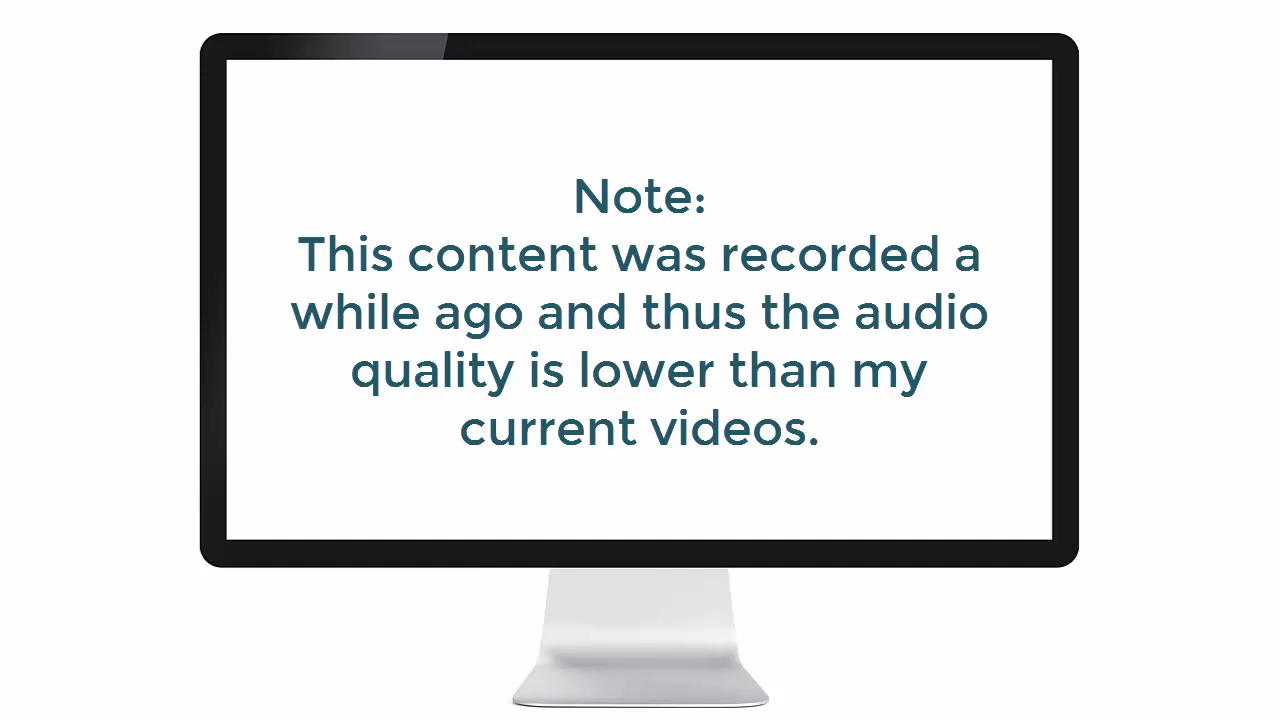 Note:
This content was recorded a
while ago and thus the audio
quality is lower than my
current videos.